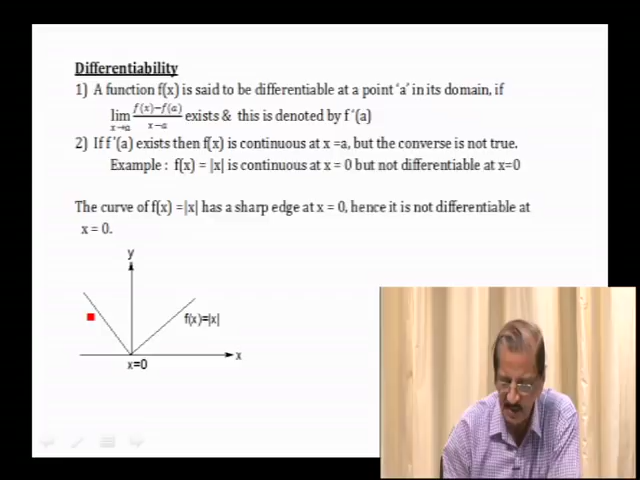 Differentiability
1) A function f(x) is said to be differentiable at a point 'a' in its domain, if
lim x→a f(x)−f(a) / x−a exists & this is denoted by f '(a)
2) If f '(a) exists then f(x) is continuous at x =a, but the converse is not true.
Example : f(x) = |x| is continuous at x = 0 but not differentiable at x=0
The curve of f(x) =|x| has a sharp edge at x = 0, hence it is not differentiable at
x = 0.
y
f(x)=|x|
x
x=0